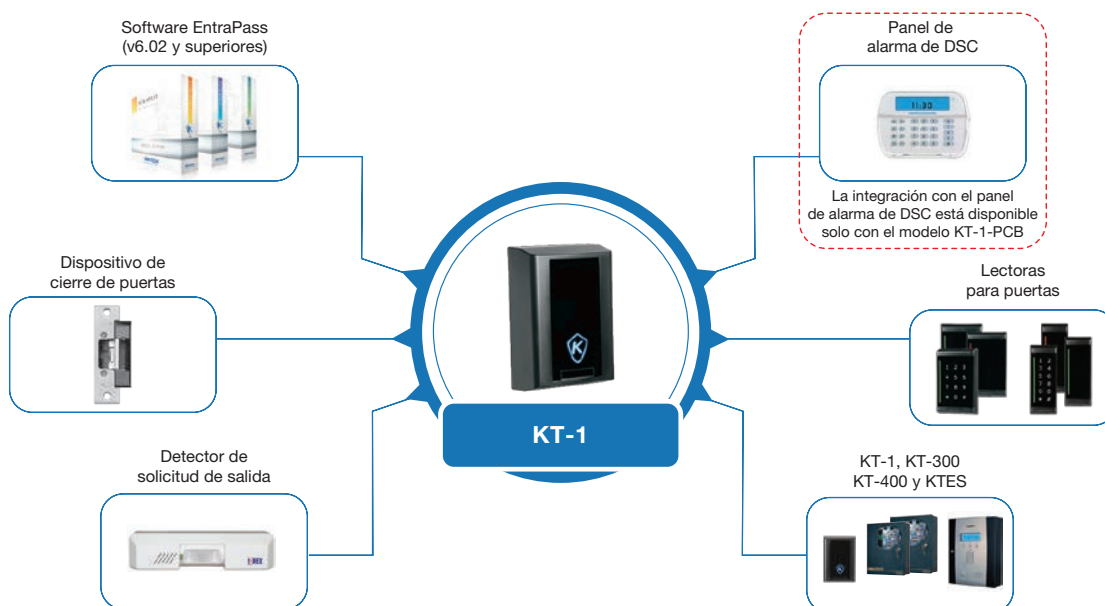 Software EntraPass
(v6.02 y superiores)
Panel de
alarma de DSC
11:30
La integración con el panel
de alarma de DSC está disponible
solo con el modelo KT-1-PCB
Dispositivo de
cierre de puertas
Lectoras
para puertas
K
KT-1
Detector de
solicitud de salida
KT-1, KT-300
KT-400 y KTES